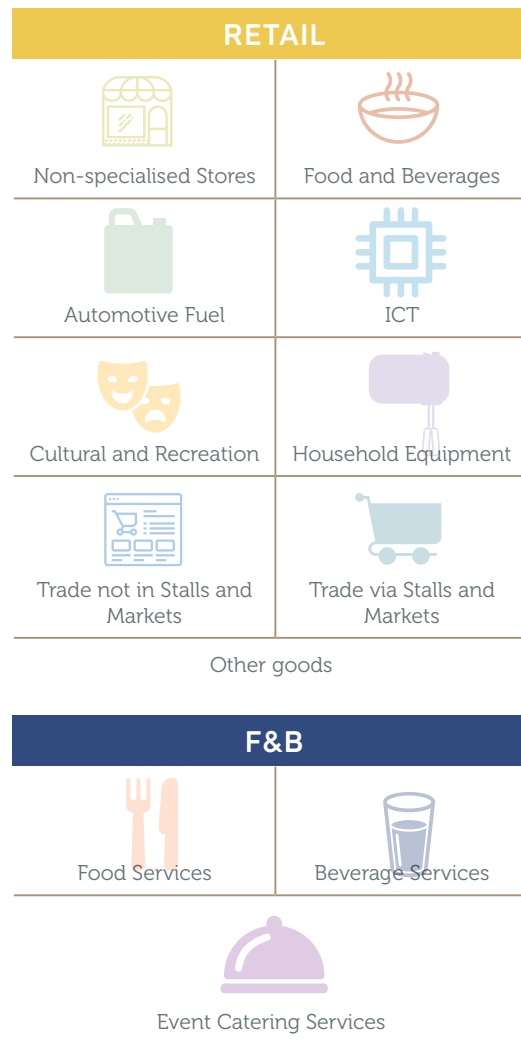 RETAIL
Non-specialised Stores
Food and Beverages
Automotive Fuel
ICT
Cultural and Recreation
Household Equipment
Trade not in Stalls and
Markets
Trade via Stalls and
Markets
Other goods
F&B
Food Services
Beverage Services
Event Catering Services